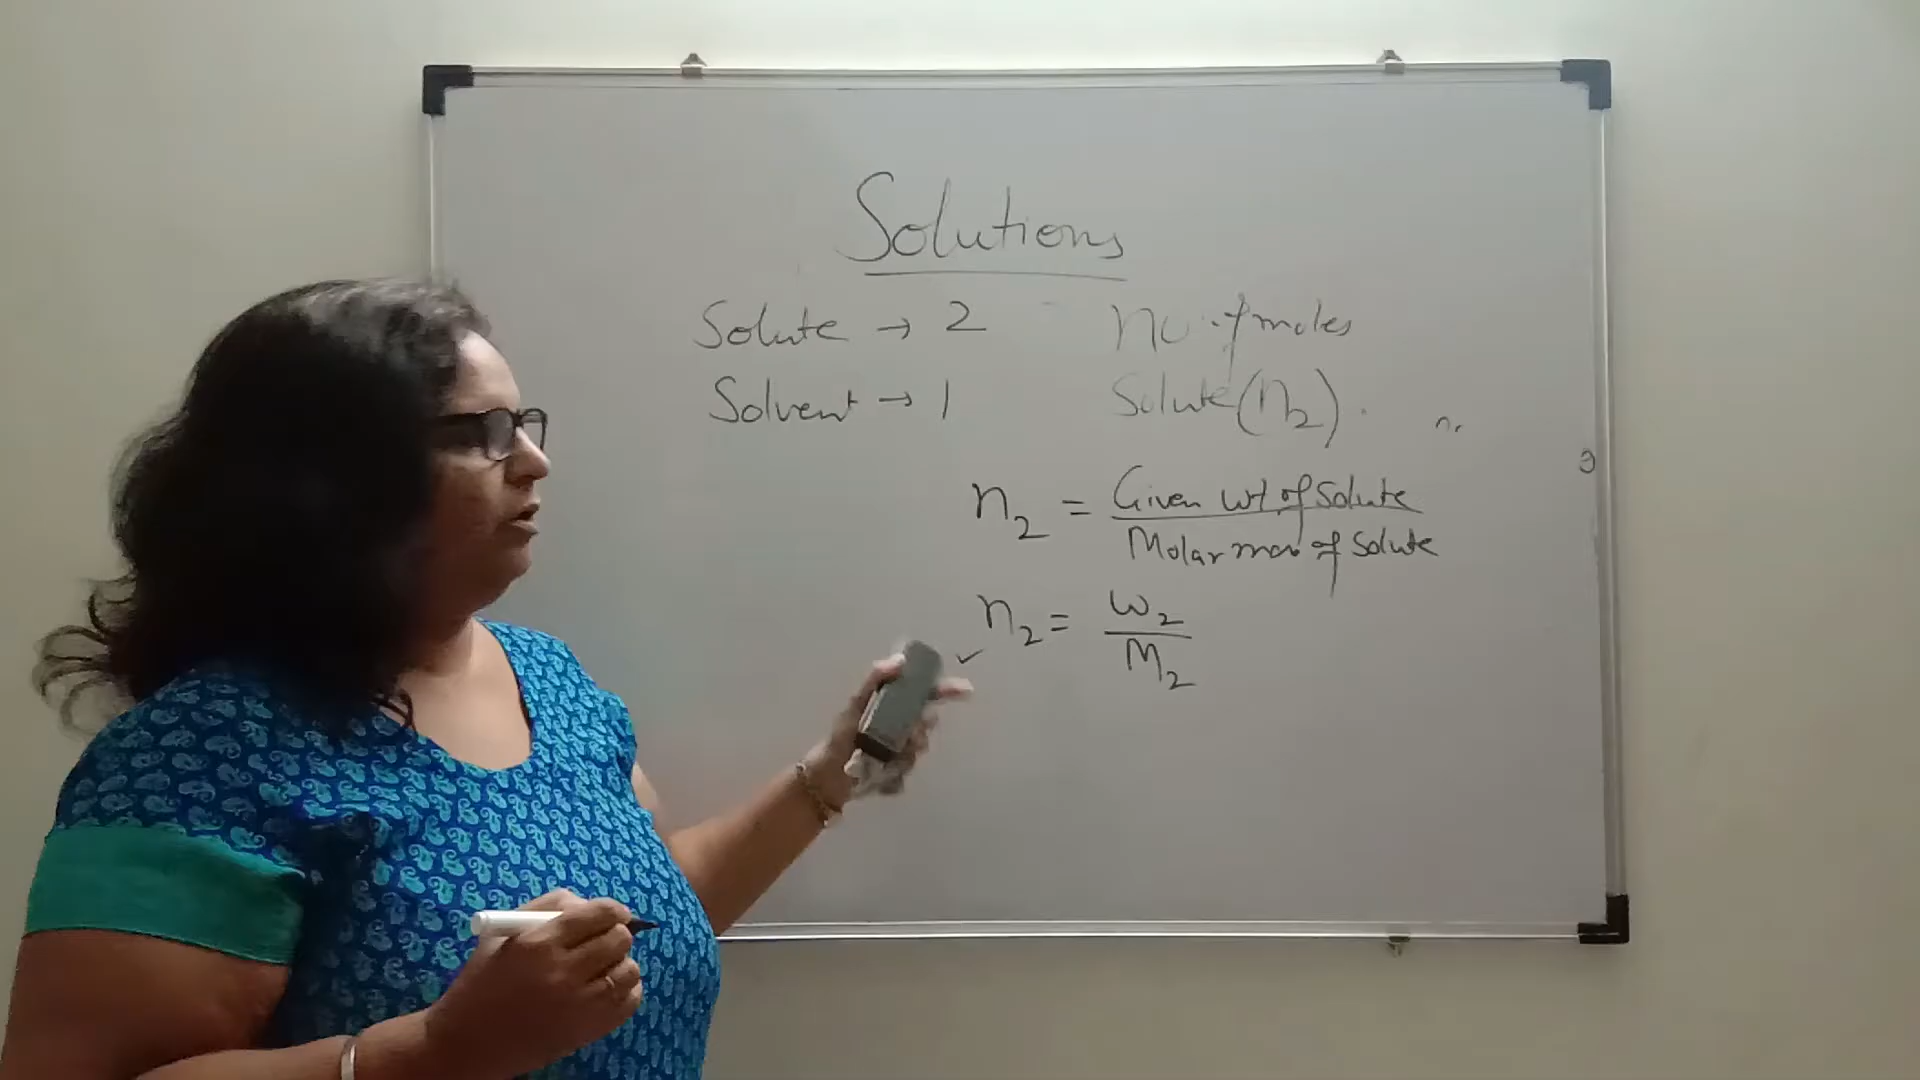 Solutions
Solute → 2
Solvent → 1
No. of moles
Solute (n₂).
n₂ = Given wt of Solute / Molar mass of Solute
n₂ = w₂ / M₂